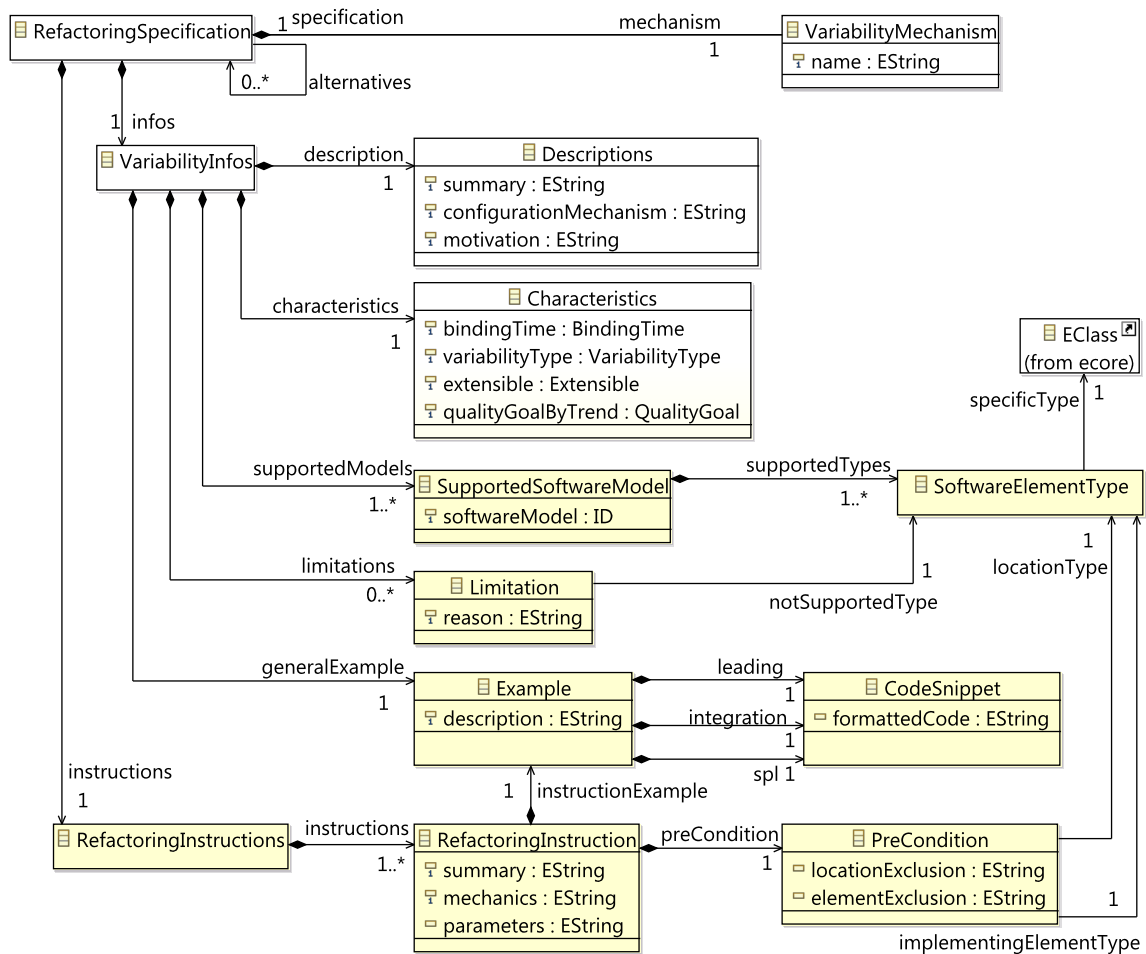 RefactoringSpecification
1 specification
mechanism
1
VariabilityMechanism
name : EString
0..*
alternatives
1 infos
VariabilityInfos
description
1
Descriptions
summary : EString
configurationMechanism : EString
motivation : EString
characteristics
1
Characteristics
bindingTime : BindingTime
variabilityType : VariabilityType
extensible : Extensible
qualityGoalByTrend : QualityGoal
EClass
(from ecore)
specificType
1
supportedModels
1..*
SupportedSoftwareModel
softwareModel : ID
supportedTypes
1..*
SoftwareElementType
limitations
0..*
Limitation
reason : EString
1
notSupportedType
1
locationType
generalExample
1
Example
description : EString
leading
1
integration
1
spl 1
CodeSnippet
formattedCode : EString
instructions
1
1
instructionExample
RefactoringInstructions
instructions
1..*
RefactoringInstruction
summary : EString
mechanics : EString
parameters : EString
preCondition
1
PreCondition
locationExclusion : EString
elementExclusion : EString
1
implementingElementType